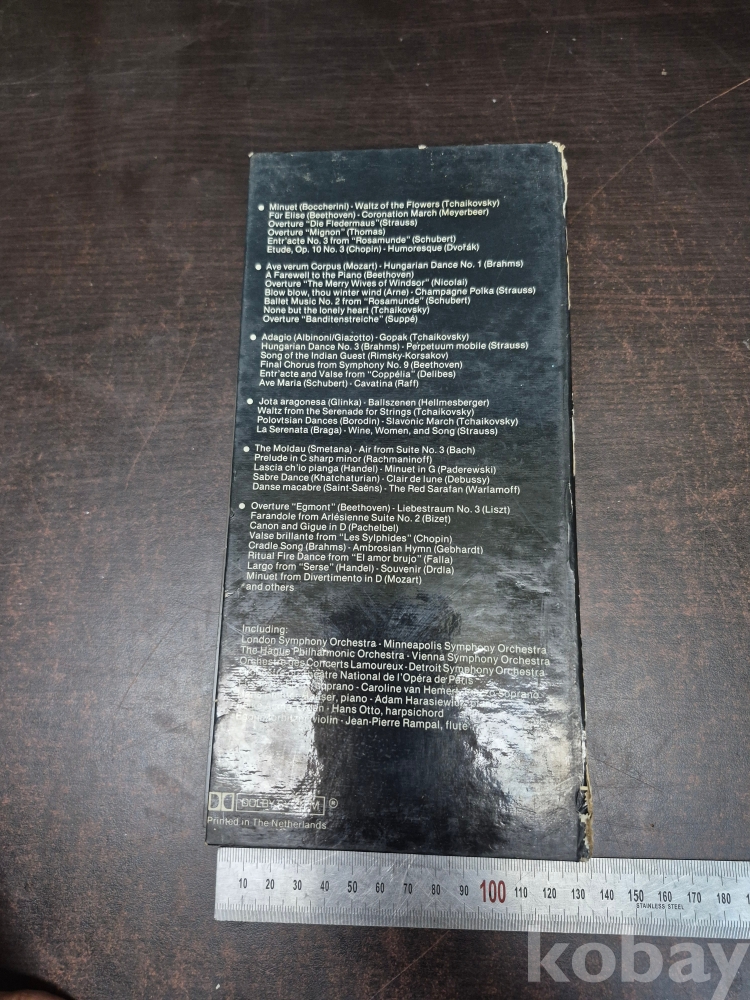 • Minuet (Boccherini) · Waltz of the Flowers (Tchaikovsky)
Für Elise (Beethoven) · Coronation March (Meyerbeer)
Overture "Die Fledermaus" (Strauss)
Overture "Mignon" (Thomas)
Entr'acte No. 3 from "Rosamunde" (Schubert)
Etude, Op. 10 No. 3 (Chopin) · Humoresque (Dvořák)
• Ave verum Corpus (Mozart) · Hungarian Dance No. 1 (Brahms)
A Farewell to the Piano (Beethoven)
Overture "The Merry Wives of Windsor" (Nicolai)
Blow blow, thou winter wind (Arne) · Champagne Polka (Strauss)
Ballet Music No. 2 from "Rosamunde" (Schubert)
None but the lonely heart (Tchaikovsky)
Overture "Banditenstreiche" (Suppé)
• Adagio (Albinoni/Giazotto) · Gopak (Tchaikovsky)
Hungarian Dance No. 3 (Brahms) · Perpetuum mobile (Strauss)
Song of the Indian Guest (Rimsky-Korsakov)
Final Chorus from Symphony No. 9 (Beethoven)
Entr'acte and Valse from "Coppélia" (Delibes)
Ave Maria (Schubert) · Cavatina (Raff)
• Jota aragonesa (Glinka) · Ballszenen (Hellmesberger)
Waltz from the Serenade for Strings (Tchaikovsky)
Polovtsian Dances (Borodin) · Slavonic March (Tchaikovsky)
La Serenata (Braga) · Wine, Women, and Song (Strauss)
• The Moldau (Smetana) · Air from Suite No. 3 (Bach)
Prelude in C sharp minor (Rachmaninoff)
Lascia ch'io pianga (Handel) · Minuet in G (Paderewski)
Sabre Dance (Khatchaturian) · Clair de lune (Debussy)
Danse macabre (Saint-Saëns) · The Red Sarafan (Warlamoff)
• Overture "Egmont" (Beethoven) · Liebestraum No. 3 (Liszt)
Farandole from Arlésienne Suite No. 2 (Bizet)
Canon and Gigue in D (Pachelbel)
Valse brillante from "Les Sylphides" (Chopin)
Cradle Song (Brahms) · Ambrosian Hymn (Gebhardt)
Ritual Fire Dance from "El amor brujo" (Falla)
Largo from "Serse" (Handel) · Souvenir (Drdla)
Minuet from Divertimento in D (Mozart)
and others
Including:
London Symphony Orchestra · Minneapolis Symphony Orchestra
The Hague Philharmonic Orchestra · Vienna Symphony Orchestra
Orchestre des Concerts Lamoureux · Detroit Symphony Orchestra
National de l'Opéra de Paris
soprano · Caroline van Hemert, Soprano
piano · Adam Harasiewicz
Hans Otto, harpsichord
violin · Jean-Pierre Rampal, flute
DOLBY SYSTEM ®
Printed in The Netherlands
10 20 30 40 50 60 70 80 90 100 110 120 130 140 150 160 170 180
STAINLESS STEEL
kobay